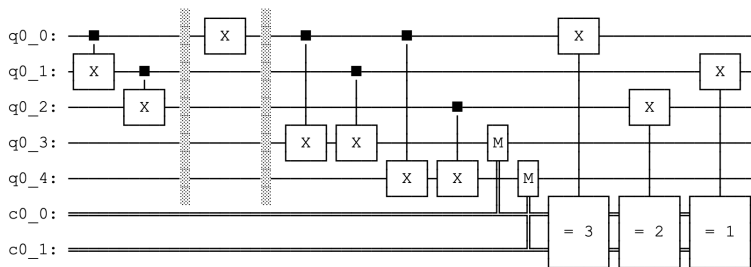 q0_0: X X
q0_1: X X
q0_2: X X
q0_3: X X M
q0_4: X X M
c0_0:
= 3 = 2 = 1
c0_1: